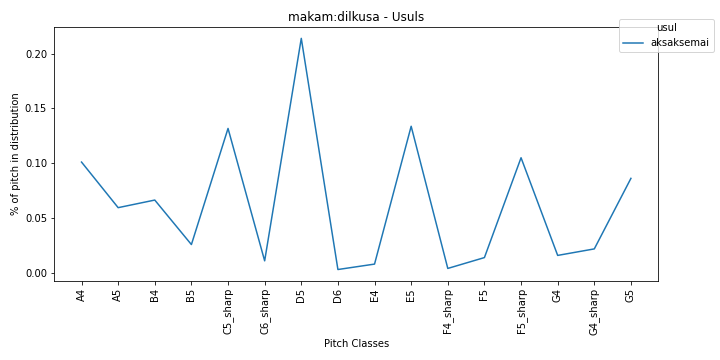 makam:dilkusa - Usuls
usul
aksaksemai
% of pitch in distribution
0.20
0.15
0.10
0.05
0.00
A4
A5
B4
B5
C5_sharp
C6_sharp
D5
D6
E4
E5
F4_sharp
F5
F5_sharp
G4
G4_sharp
G5
Pitch Classes